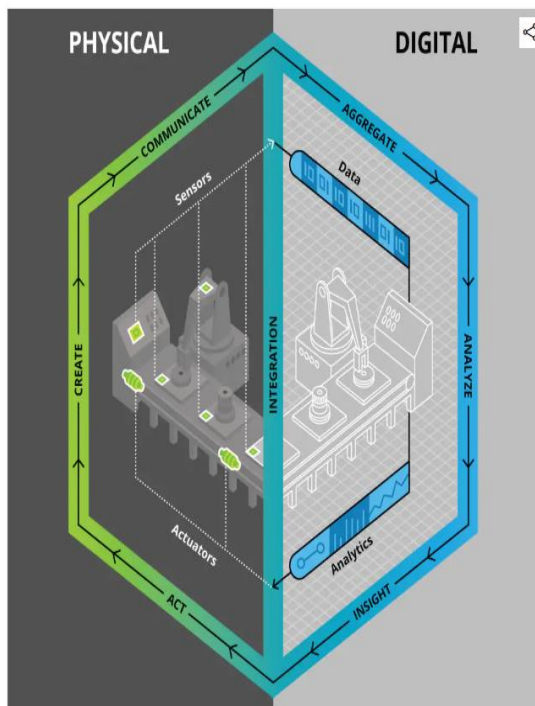 PHYSICAL
DIGITAL
COMMUNICATE
AGGREGATE
Sensors
Data
CREATE
INTEGRATION
ANALYZE
Actuators
Analytics
ACT
INSIGHT